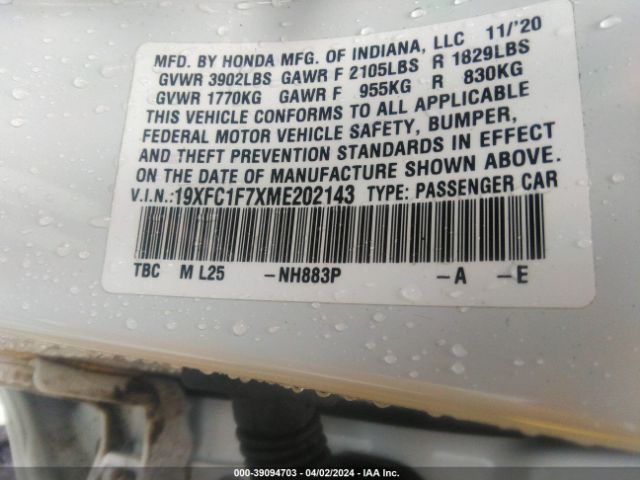 MFD. BY HONDA MFG. OF INDIANA, LLC 11/'20
GVWR 3902LBS GAWR F 2105LBS R 1829LBS
GVWR 1770KG GAWR F 955KG R 830KG
THIS VEHICLE CONFORMS TO ALL APPLICABLE
FEDERAL MOTOR VEHICLE SAFETY, BUMPER,
AND THEFT PREVENTION STANDARDS IN EFFECT
ON THE DATE OF MANUFACTURE SHOWN ABOVE.
V.I.N.:19XFC1F7XME202143 TYPE: PASSENGER CAR
TBC M L25 -NH883P -A -E
000-39094703 - 04/02/2024 - IAA Inc.